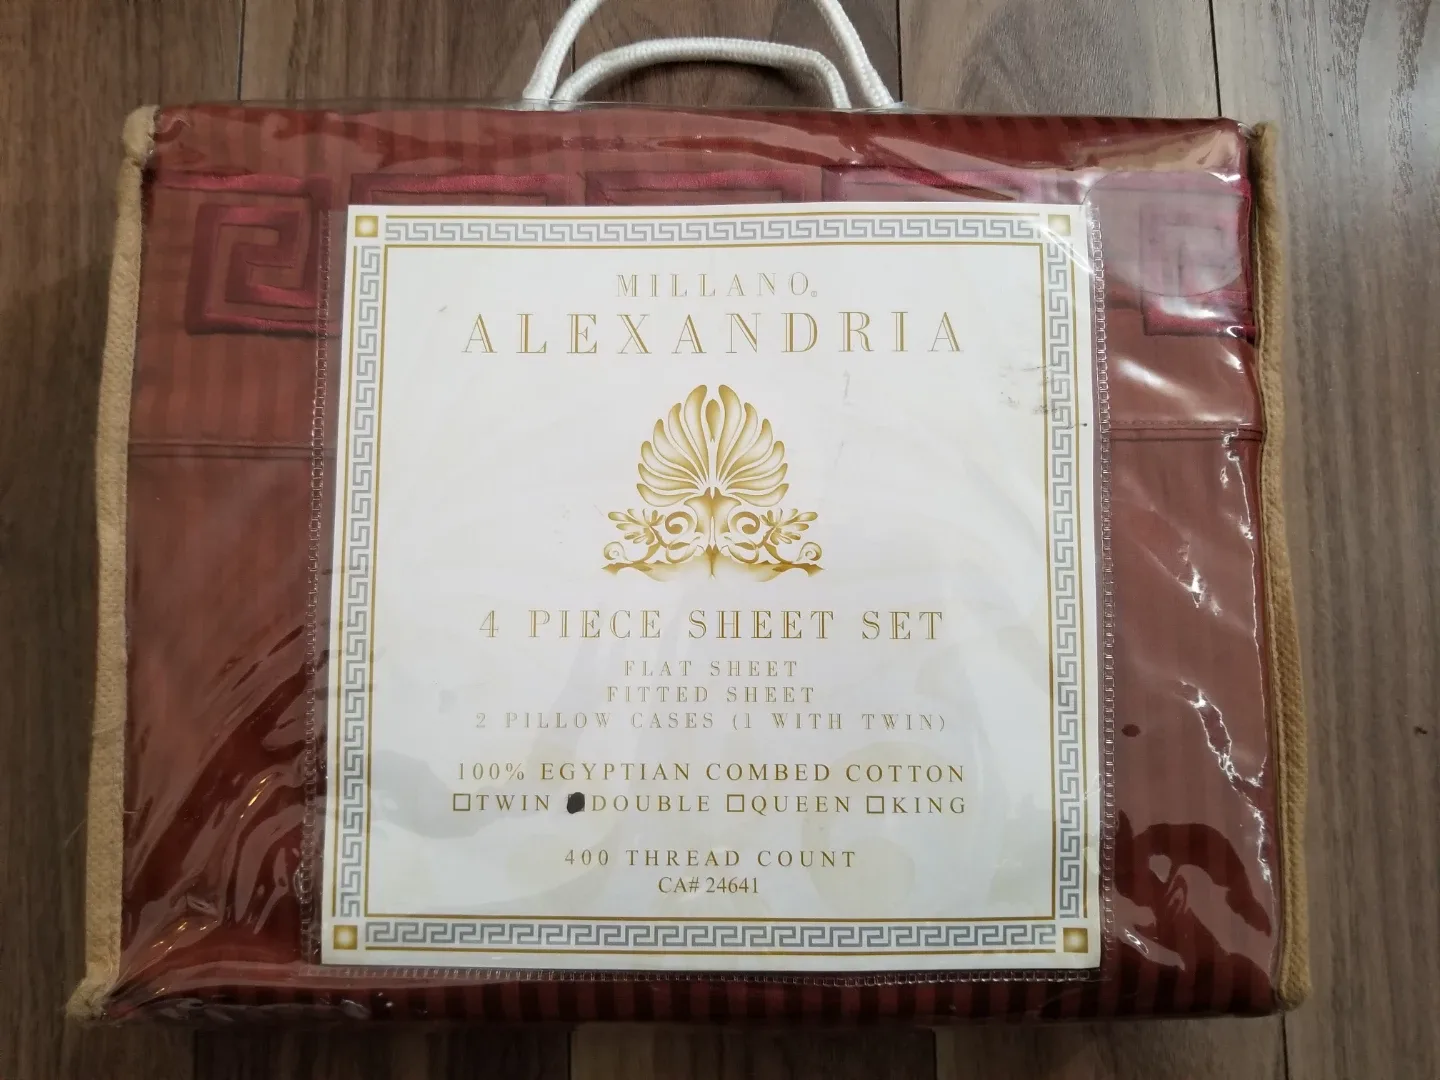 MILLANO®
ALEXANDRIA
4 PIECE SHEET SET
FLAT SHEET
FITTED SHEET
2 PILLOW CASES (1 WITH TWIN)
100% EGYPTIAN COMBED COTTON
TWIN DOUBLE QUEEN KING
400 THREAD COUNT
CA# 24641